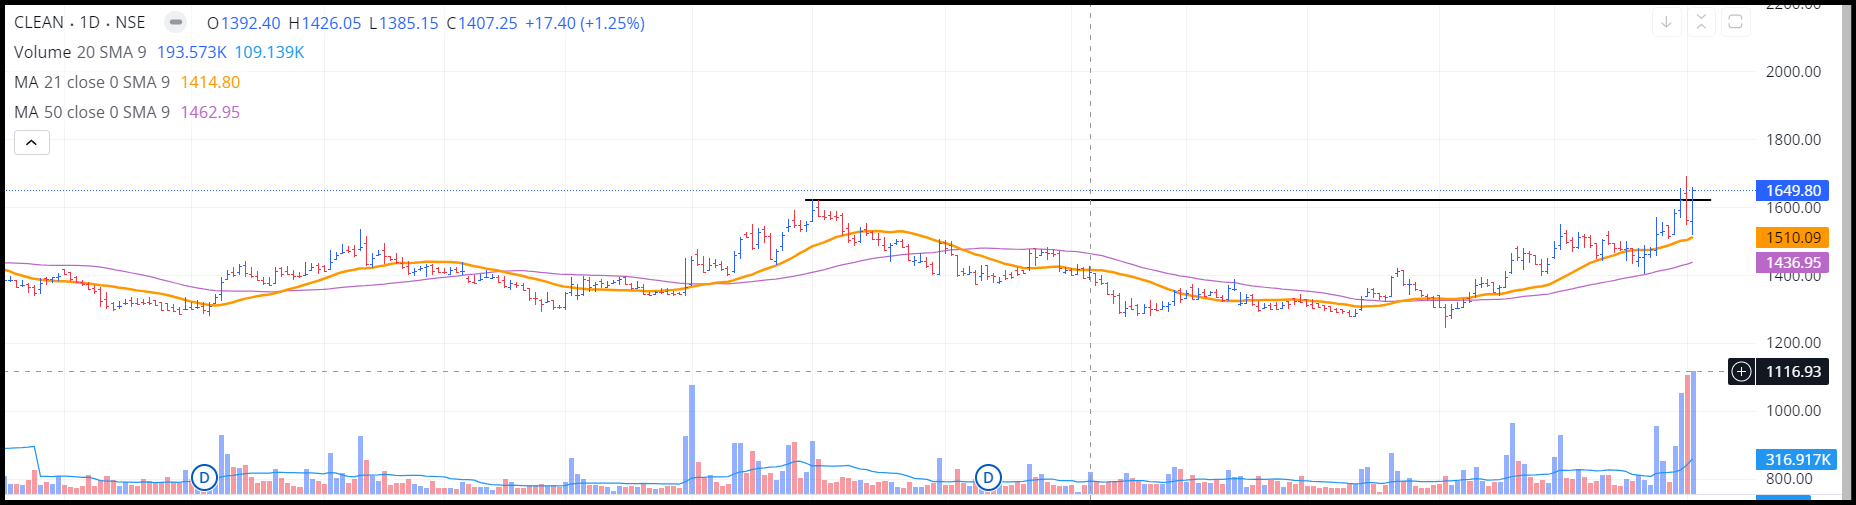 CLEAN · 1D · NSE O1392.40 H1426.05 L1385.15 C1407.25 +17.40 (+1.25%)
Volume 20 SMA 9 193.573K 109.139K
MA 21 close 0 SMA 9 1414.80
MA 50 close 0 SMA 9 1462.95
2200.00
2000.00
1800.00
1649.80
1600.00
1510.09
1436.95
1400.00
1200.00
1116.93
1000.00
316.917K
800.00
D
D